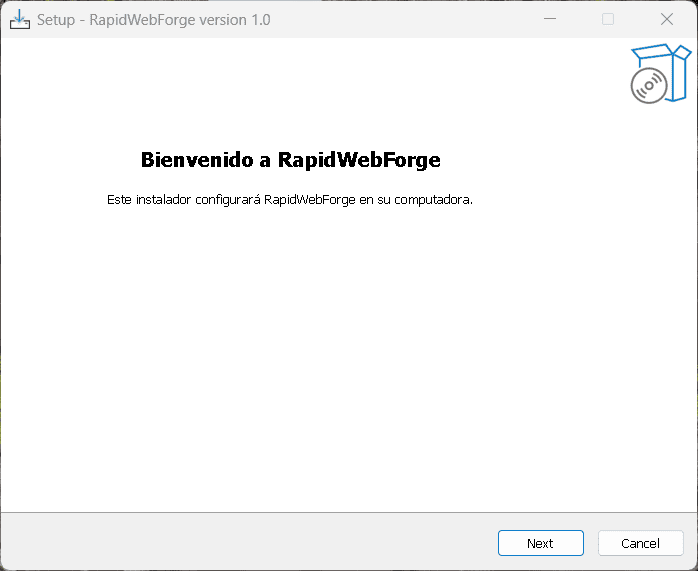 Setup - RapidWebForge version 1.0
Bienvenido a RapidWebForge
Este instalador configurará RapidWebForge en su computadora.
Next
Cancel